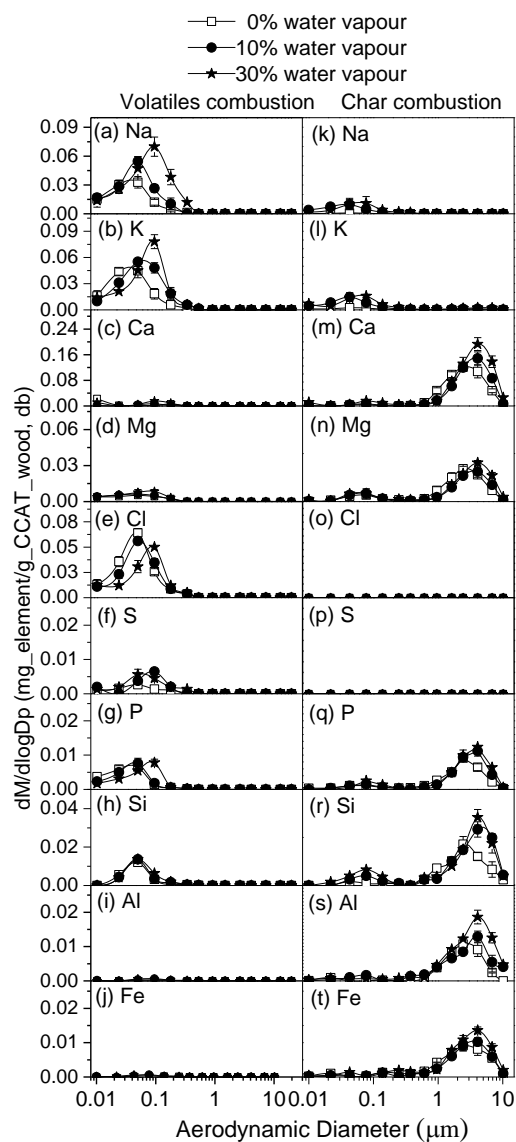 0% water vapour
10% water vapour
30% water vapour
Volatiles combustion Char combustion
dM/dlogDp (mg_element/g_CCAT_wood, db)
0.09 (a) Na (k) Na
0.06
0.03
0.00
0.09 (b) K (l) K
0.06
0.03
0.00
0.24 (c) Ca (m) Ca
0.16
0.08
0.00
0.06 (d) Mg (n) Mg
0.03
0.00
0.08 (e) Cl (o) Cl
0.05
0.03
0.00
0.02 (f) S (p) S
0.01
0.00
0.02 (g) P (q) P
0.01
0.00
0.04 (h) Si (r) Si
0.02
0.00
0.02 (i) Al (s) Al
0.01
0.00
0.02 (j) Fe (t) Fe
0.01
0.00
0.01 0.1 1 10 0.01 0.1 1 10
Aerodynamic Diameter (μm)